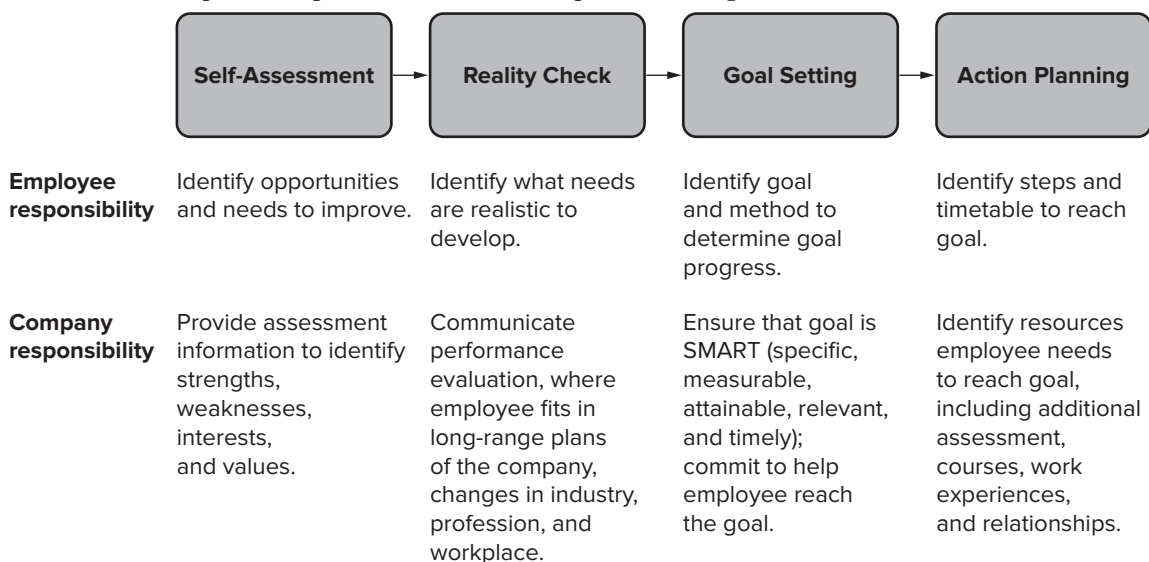 Self-Assessment
Reality Check
Goal Setting
Action Planning
Employee
responsibility
Identify opportunities
and needs to improve.
Identify what needs
are realistic to
develop.
Identify goal
and method to
determine goal
progress.
Identify steps and
timetable to reach
goal.
Company
responsibility
Provide assessment
information to identify
strengths,
weaknesses,
interests,
and values.
Communicate
performance
evaluation, where
employee fits in
long-range plans
of the company,
changes in industry,
profession, and
workplace.
Ensure that goal is
SMART (specific,
measurable,
attainable, relevant,
and timely);
commit to help
employee reach
the goal.
Identify resources
employee needs
to reach goal,
including additional
assessment,
courses, work
experiences,
and relationships.